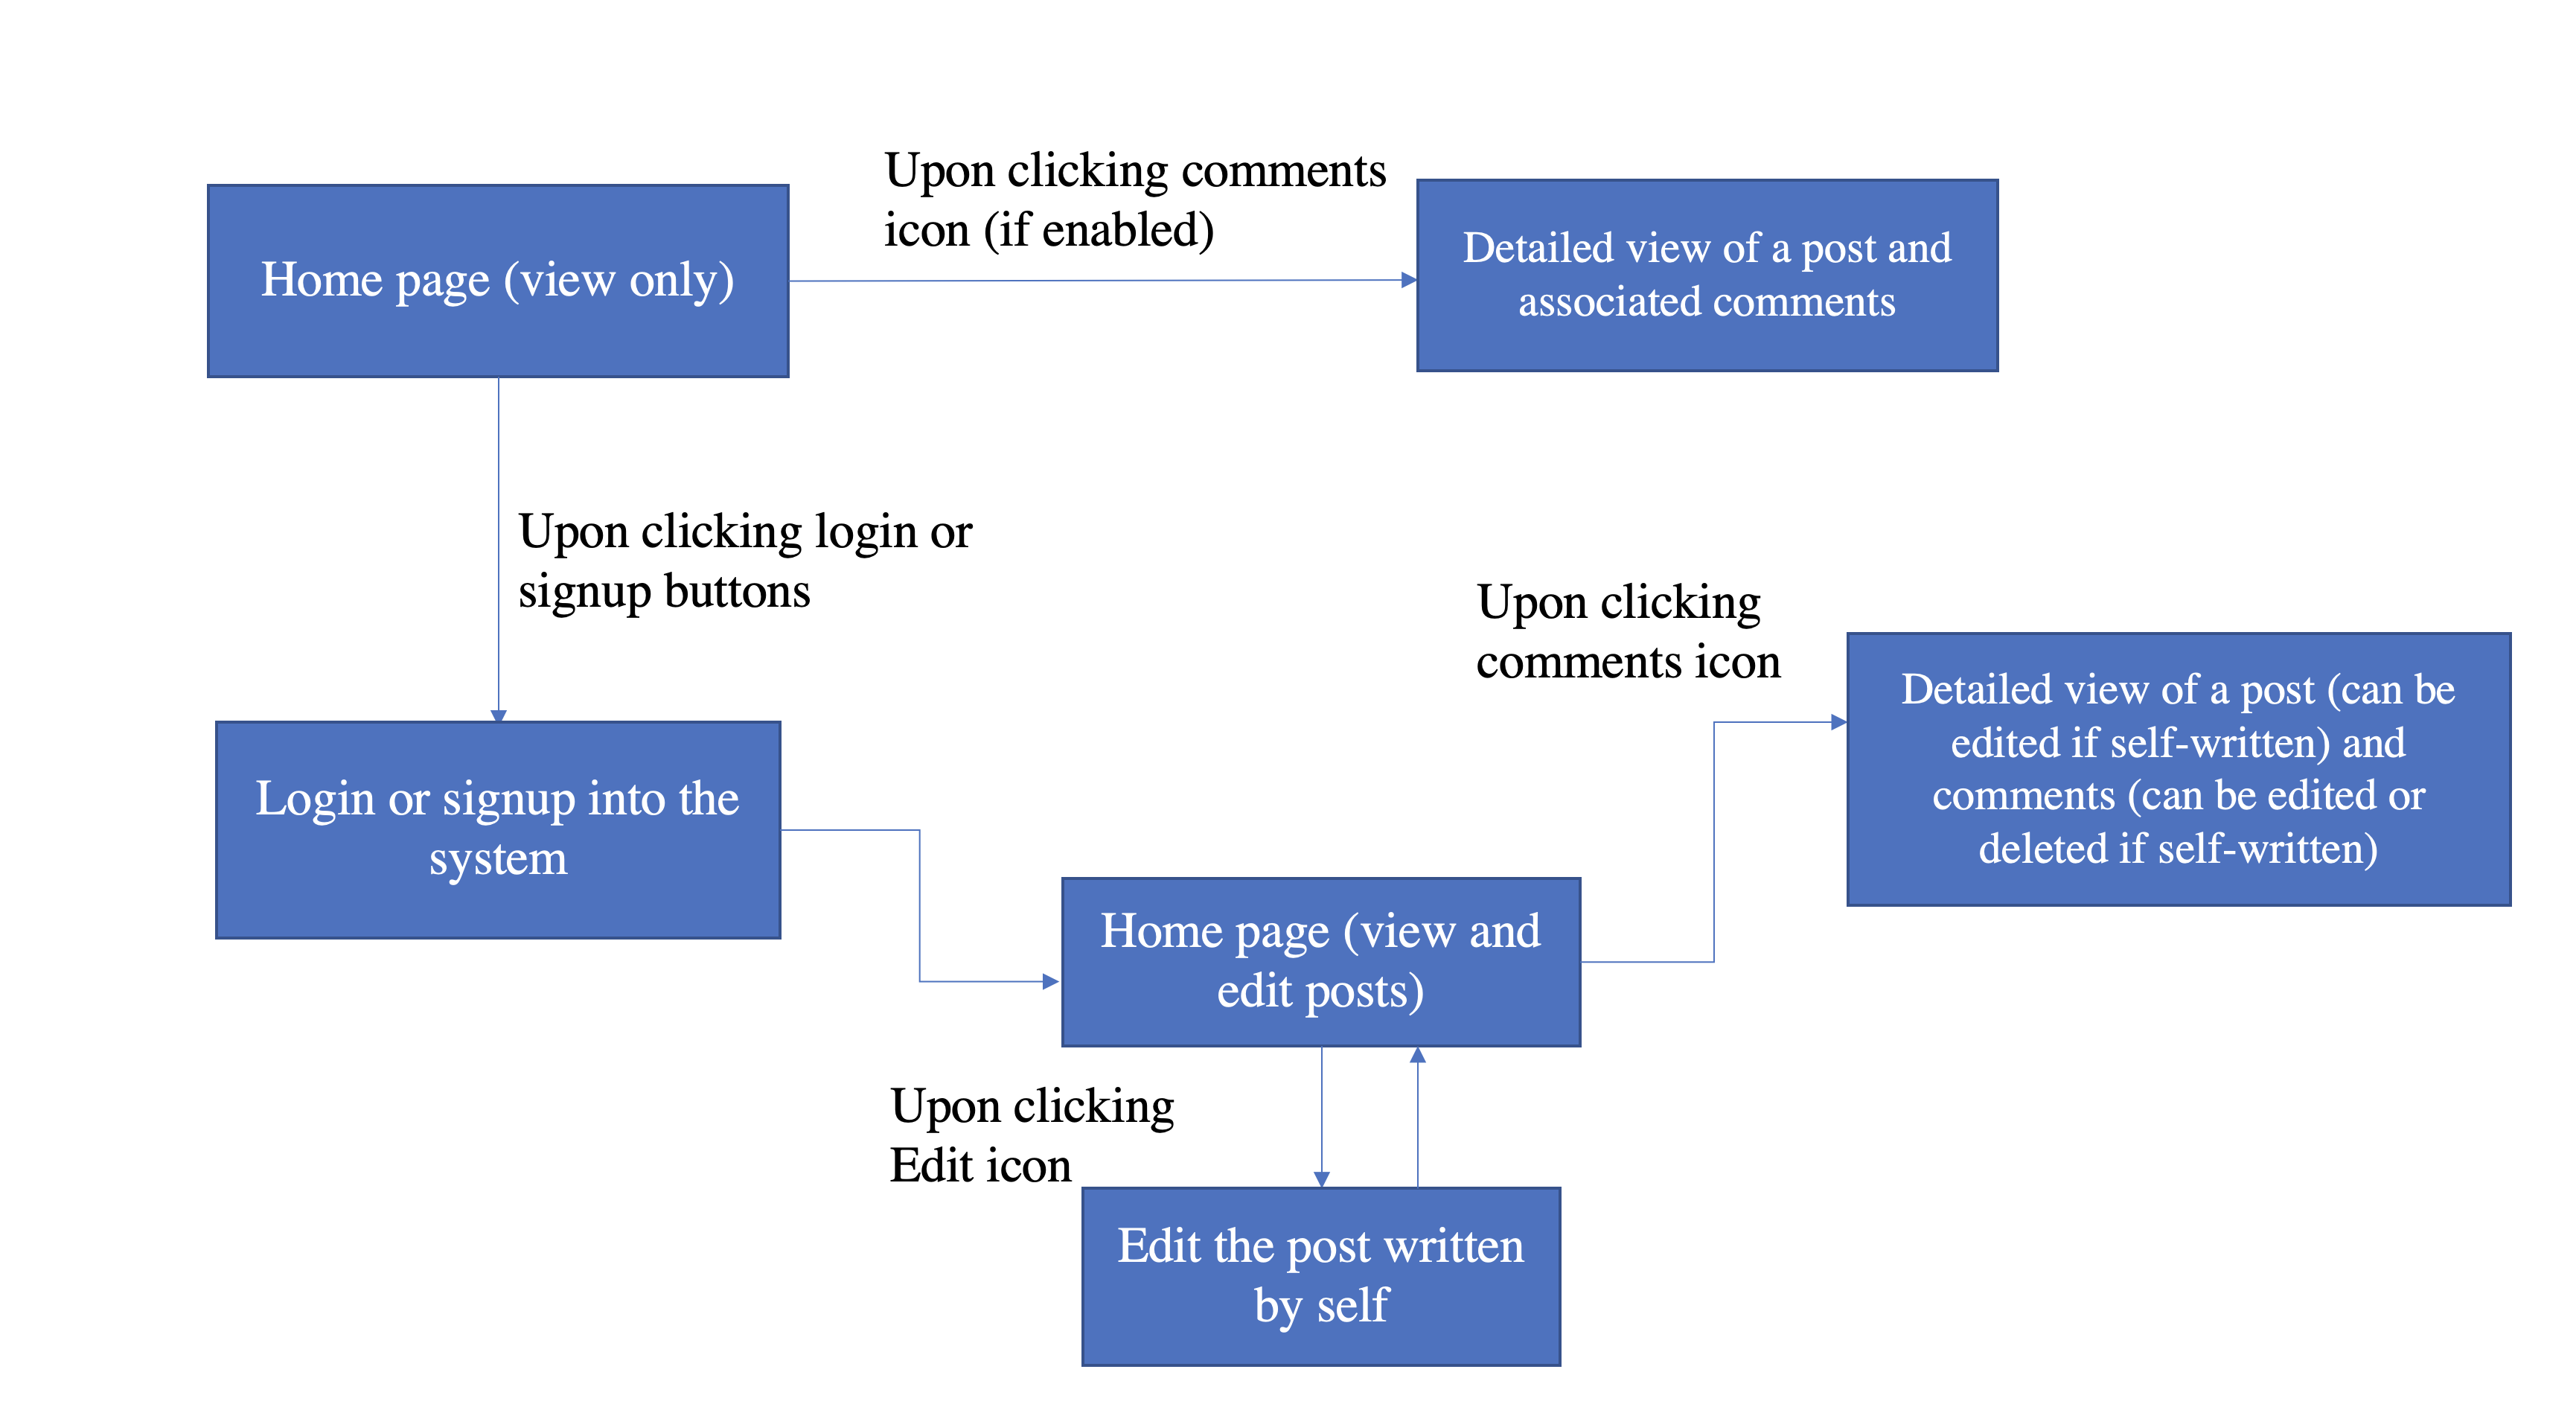 Upon clicking comments
icon (if enabled)
Home page (view only)
Detailed view of a post and
associated comments
Upon clicking login or
signup buttons
Upon clicking
comments icon
Detailed view of a post (can be
edited if self-written) and
comments (can be edited or
deleted if self-written)
Login or signup into the
system
Home page (view and
edit posts)
Upon clicking
Edit icon
Edit the post written
by self